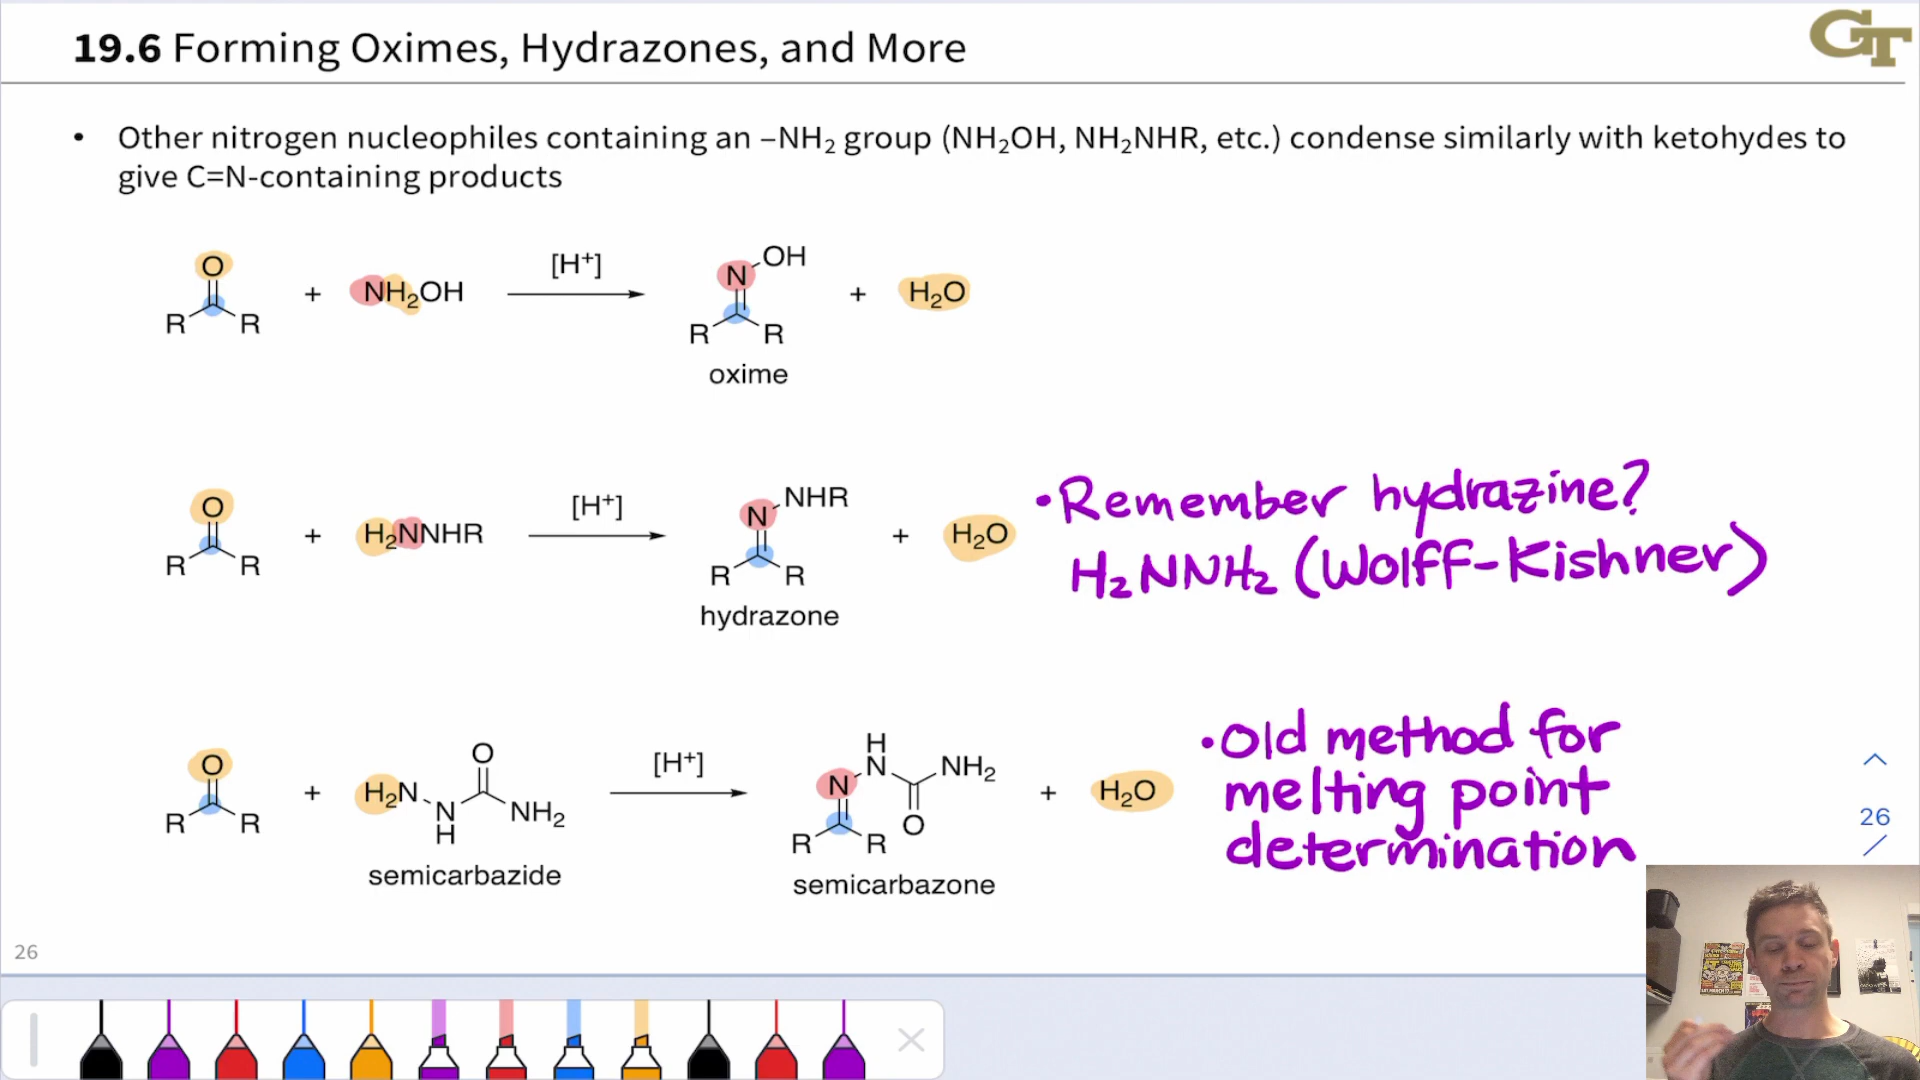 19.6 Forming Oximes, Hydrazones, and More
GT
• Other nitrogen nucleophiles containing an –NH₂ group (NH₂OH, NH₂NHR, etc.) condense similarly with ketohydes to
give C=N-containing products
O
R R
+
NH₂OH
[H⁺]
N OH
R R
oxime
+
H₂O
O
R R
+
H₂NNHR
[H⁺]
N NHR
R R
hydrazone
+
H₂O
•Remember hydrazine?
H₂NNH₂ (Wolff-Kishner)
O
R R
+
O
H₂N N NH₂
H
semicarbazide
[H⁺]
H
N N NH₂
O
R R
semicarbazone
+
H₂O
•Old method for
melting point
determination
26
26